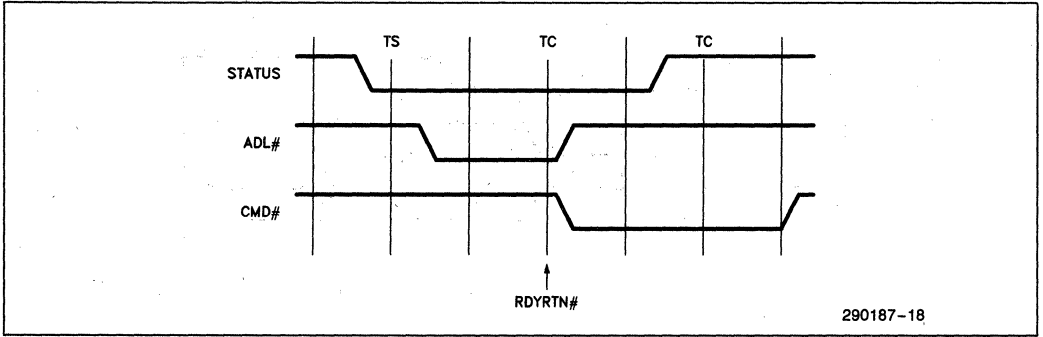 TS TC TC
STATUS
ADL#
CMD#
RDYRTN#
290187-18